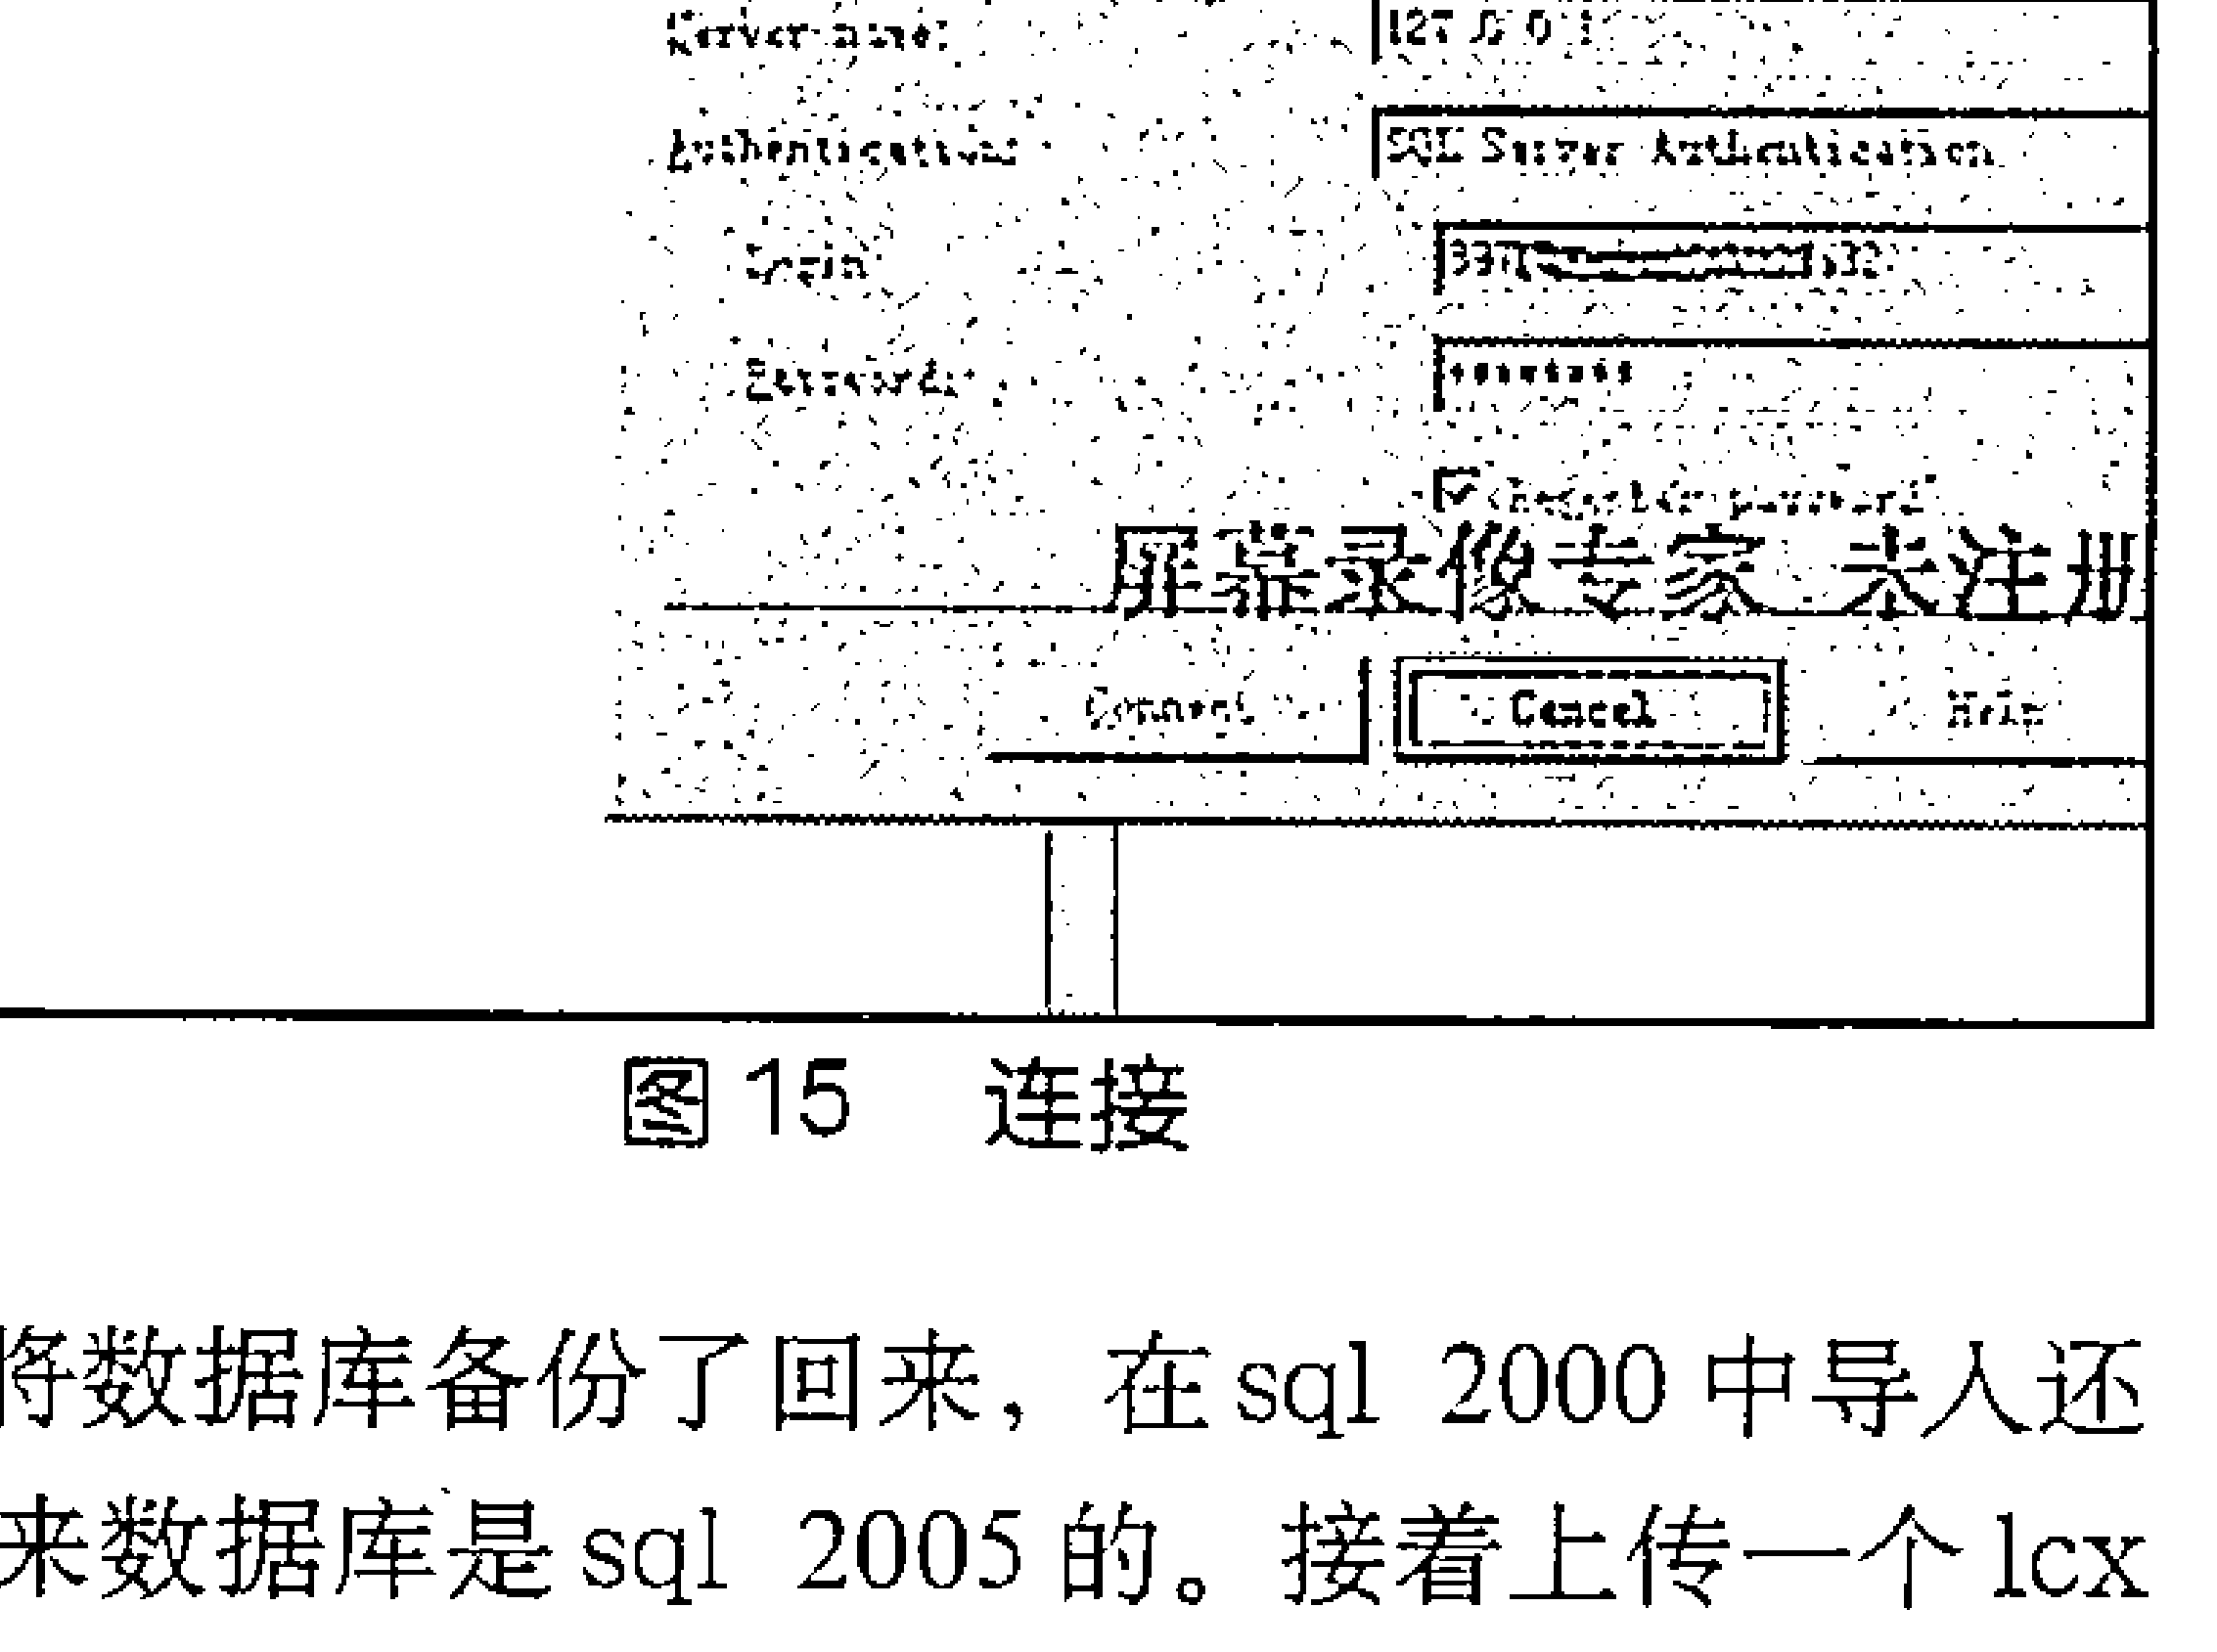 Server name: 127.0.0.1
Authentication: SQL Server Authentication
Login:
Password: ********
Remember password
屏幕录像专家 未注册
Connect Cancel Help
图15 连接
将数据库备份了回来，在sql 2000中导人还
来数据库是sql 2005的。接着上传一个lcx